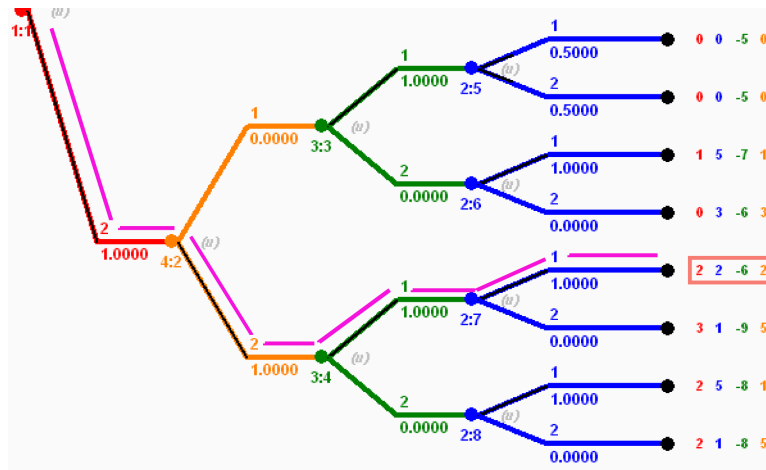 (u)
1:1
1
0.5000
0 0 -5 0
1
1.0000
2:5
(u)
2
0.5000
0 0 -5 0
1
0.0000
3:3
(u)
1
1.0000
1 5 -7 1
2
0.0000
2:6
(u)
2
0.0000
0 3 -6 3
2
1.0000
4:2
(u)
1
1.0000
2 2 -6 2
1
1.0000
2:7
(u)
2
0.0000
3 1 -9 5
2
1.0000
3:4
(u)
1
1.0000
2 5 -8 1
2
0.0000
2:8
(u)
2
0.0000
2 1 -8 5